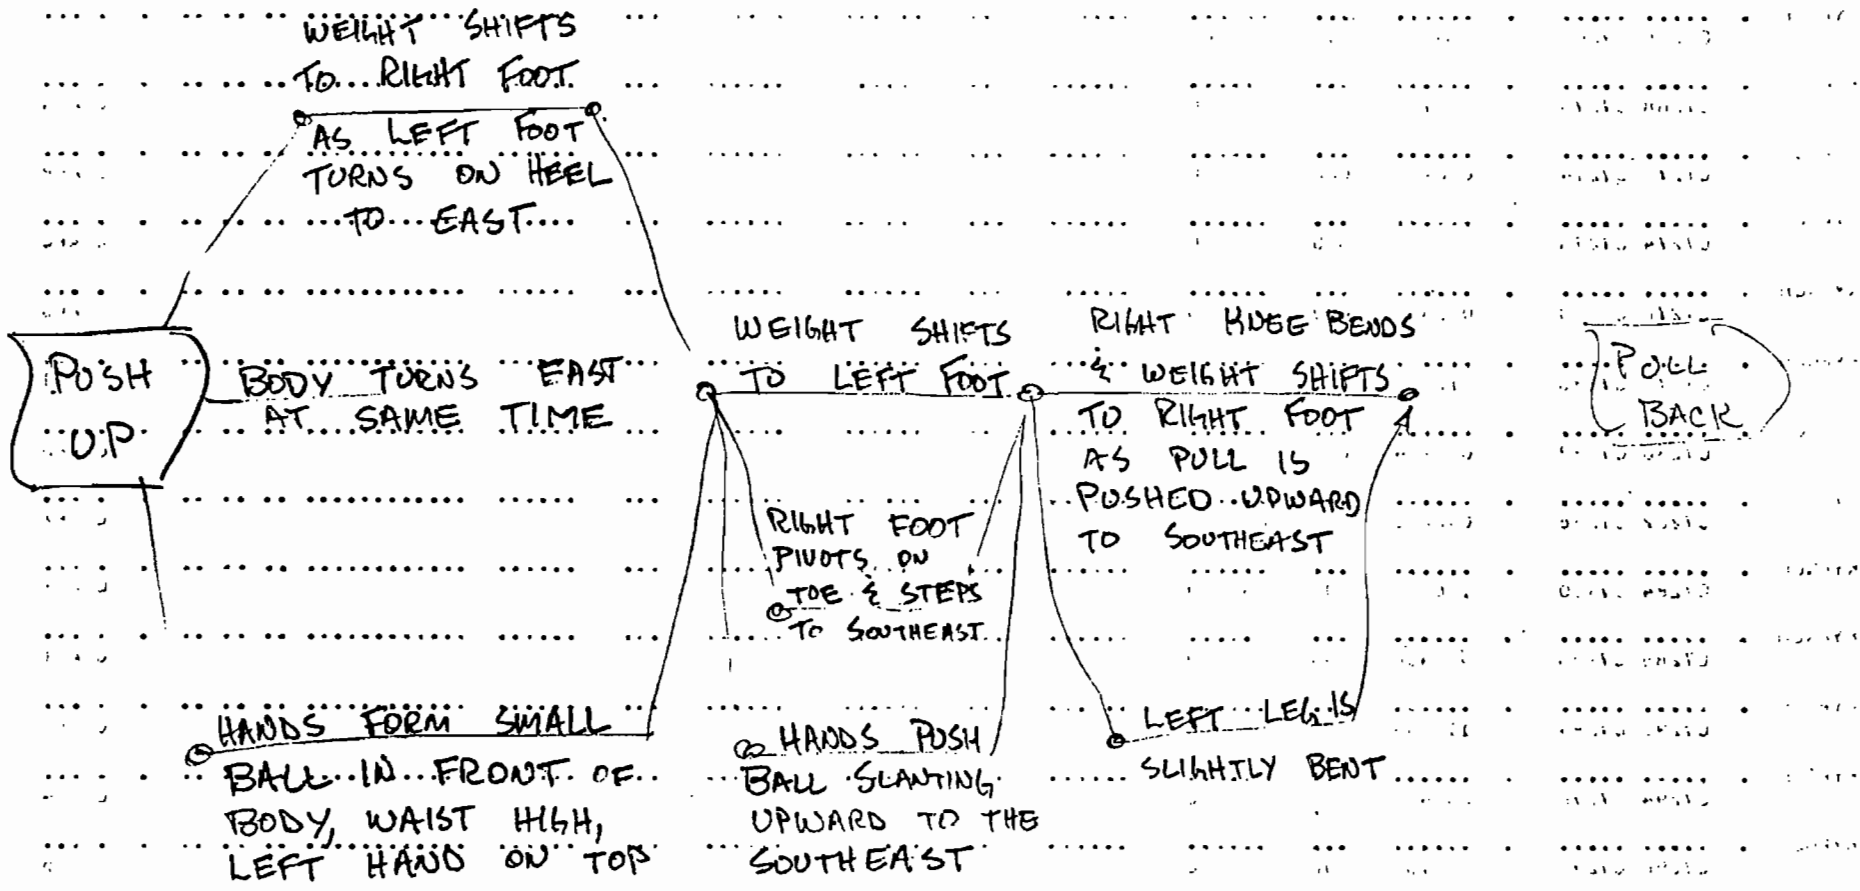 WEIGHT SHIFTS
TO RIGHT FOOT
AS LEFT FOOT
TURNS ON HEEL
TO EAST
PUSH
UP
BODY TURNS EAST
AT SAME TIME
HANDS FORM SMALL
BALL IN FRONT OF
BODY, WAIST HIGH,
LEFT HAND ON TOP
WEIGHT SHIFTS
TO LEFT FOOT
RIGHT FOOT
PIVOTS ON
TOE & STEPS
TO SOUTHEAST
HANDS PUSH
BALL SLANTING
UPWARD TO THE
SOUTHEAST
RIGHT KNEE BENDS
& WEIGHT SHIFTS
TO RIGHT FOOT
AS PULL IS
PUSHED UPWARD
TO SOUTHEAST
LEFT LEG IS
SLIGHTLY BENT
PULL
BACK